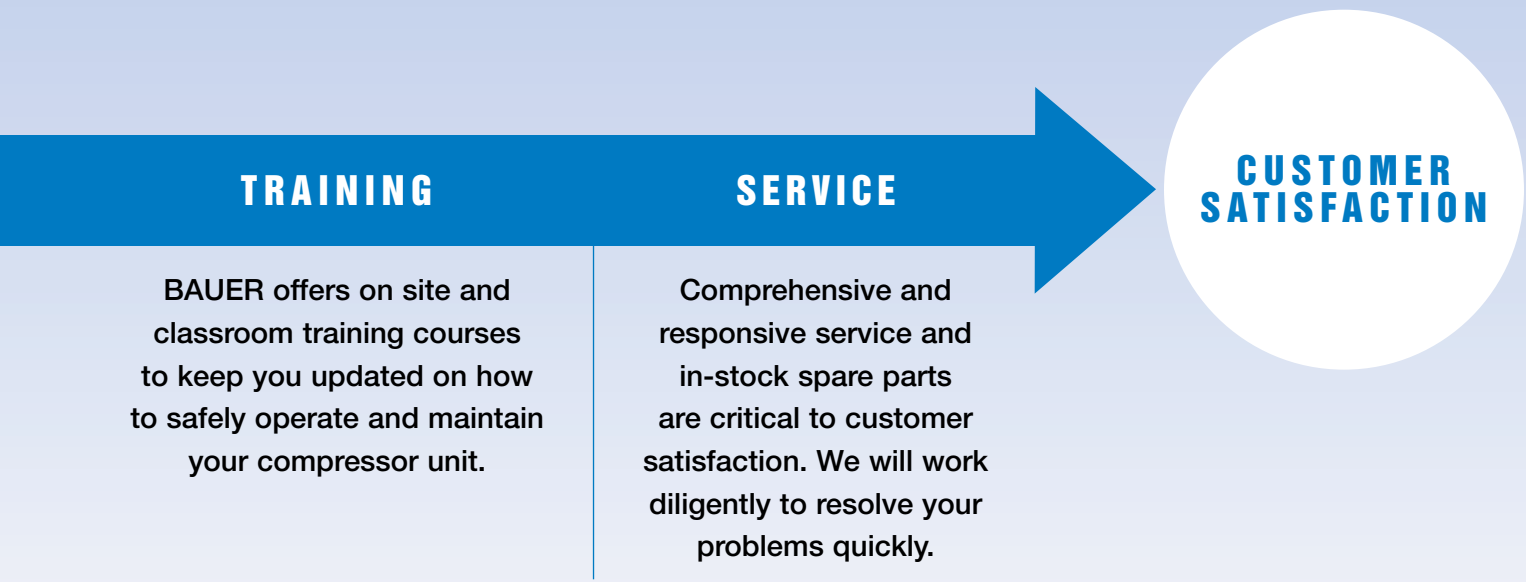 TRAINING
BAUER offers on site and
classroom training courses
to keep you updated on how
to safely operate and maintain
your compressor unit.
SERVICE
Comprehensive and
responsive service and
in-stock spare parts
are critical to customer
satisfaction. We will work
diligently to resolve your
problems quickly.
CUSTOMER
SATISFACTION